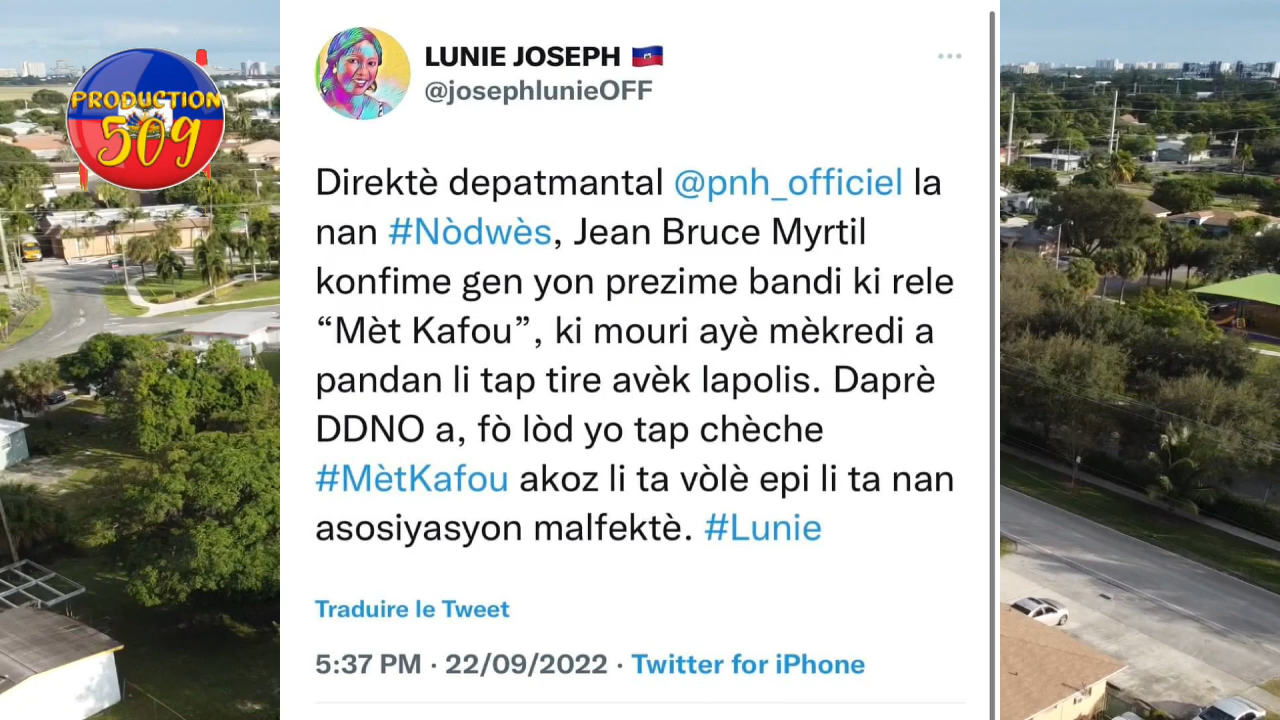 PRODUCTION
509
LUNIE JOSEPH
@josephlunieOFF
Direktè depatmantal @pnh_officiel la
nan #Nòdwès, Jean Bruce Myrtil
konfime gen yon prezime bandi ki rele
“Mèt Kafou”, ki mouri ayè mèkredi a
pandan li tap tire avèk lapolis. Daprè
DDNO a, fò lòd yo tap chèche
#MètKafou akoz li ta vòlè epi li ta nan
asosiyasyon malfektè. #Lunie
Traduire le Tweet
5:37 PM · 22/09/2022 · Twitter for iPhone